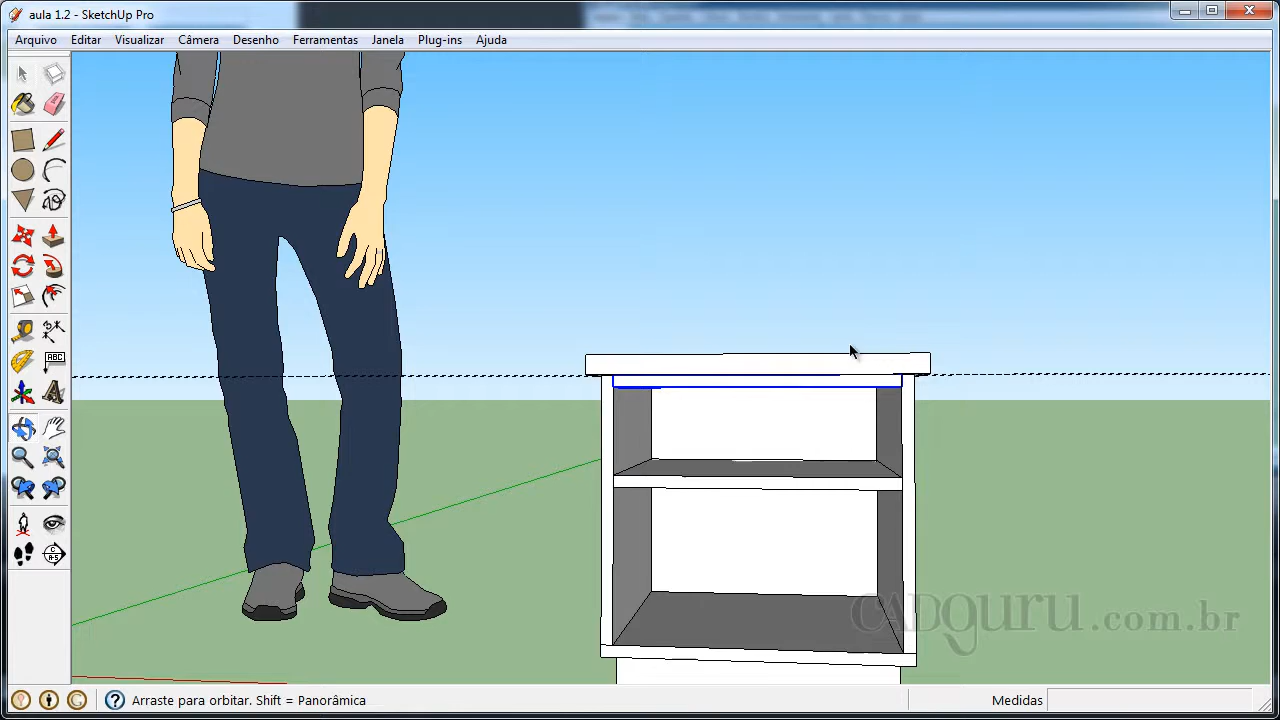 aula 1.2 - SketchUp Pro
Arquivo Editar Visualizar Câmera Desenho Ferramentas Janela Plug-ins Ajuda
ABC
CADguru.com.br
Arraste para orbitar. Shift = Panorâmica
Medidas